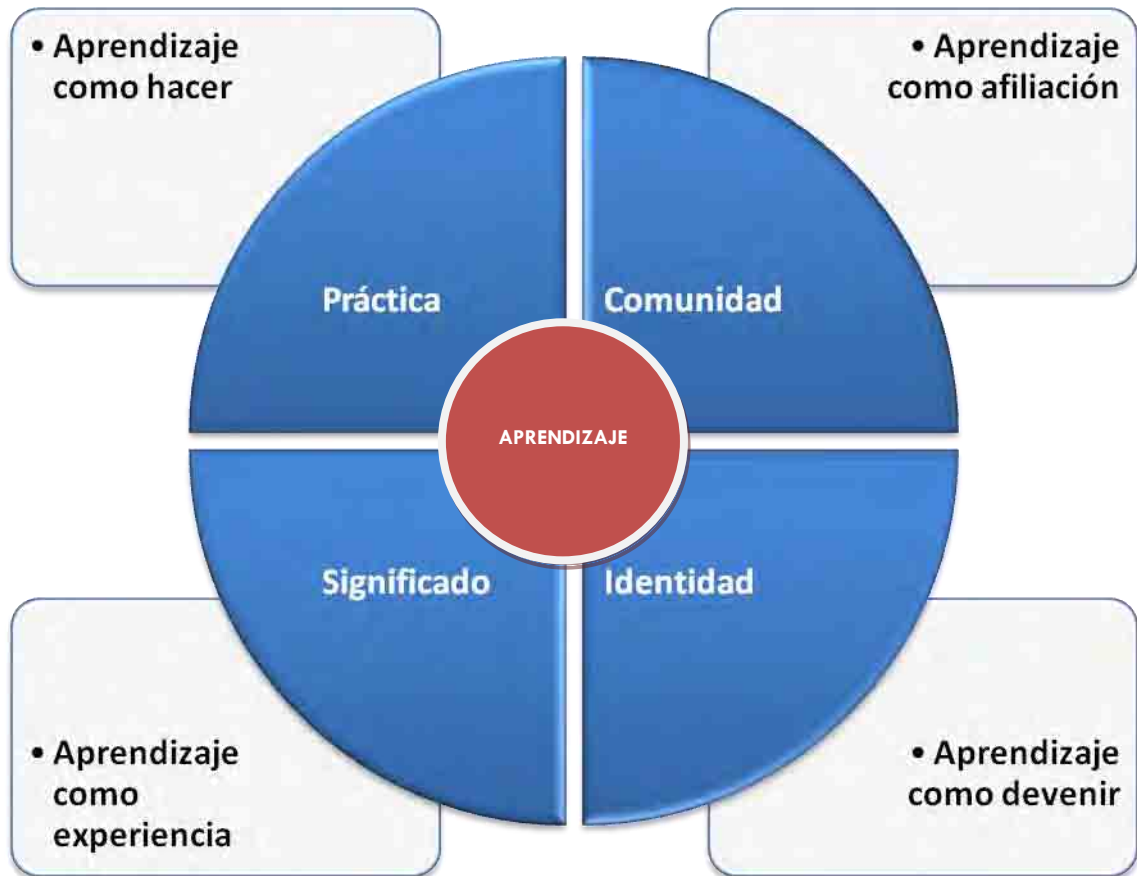 • Aprendizaje
como hacer
• Aprendizaje
como afiliación
Práctica
Comunidad
APRENDIZAJE
Significado
Identidad
• Aprendizaje
como
experiencia
• Aprendizaje
como devenir